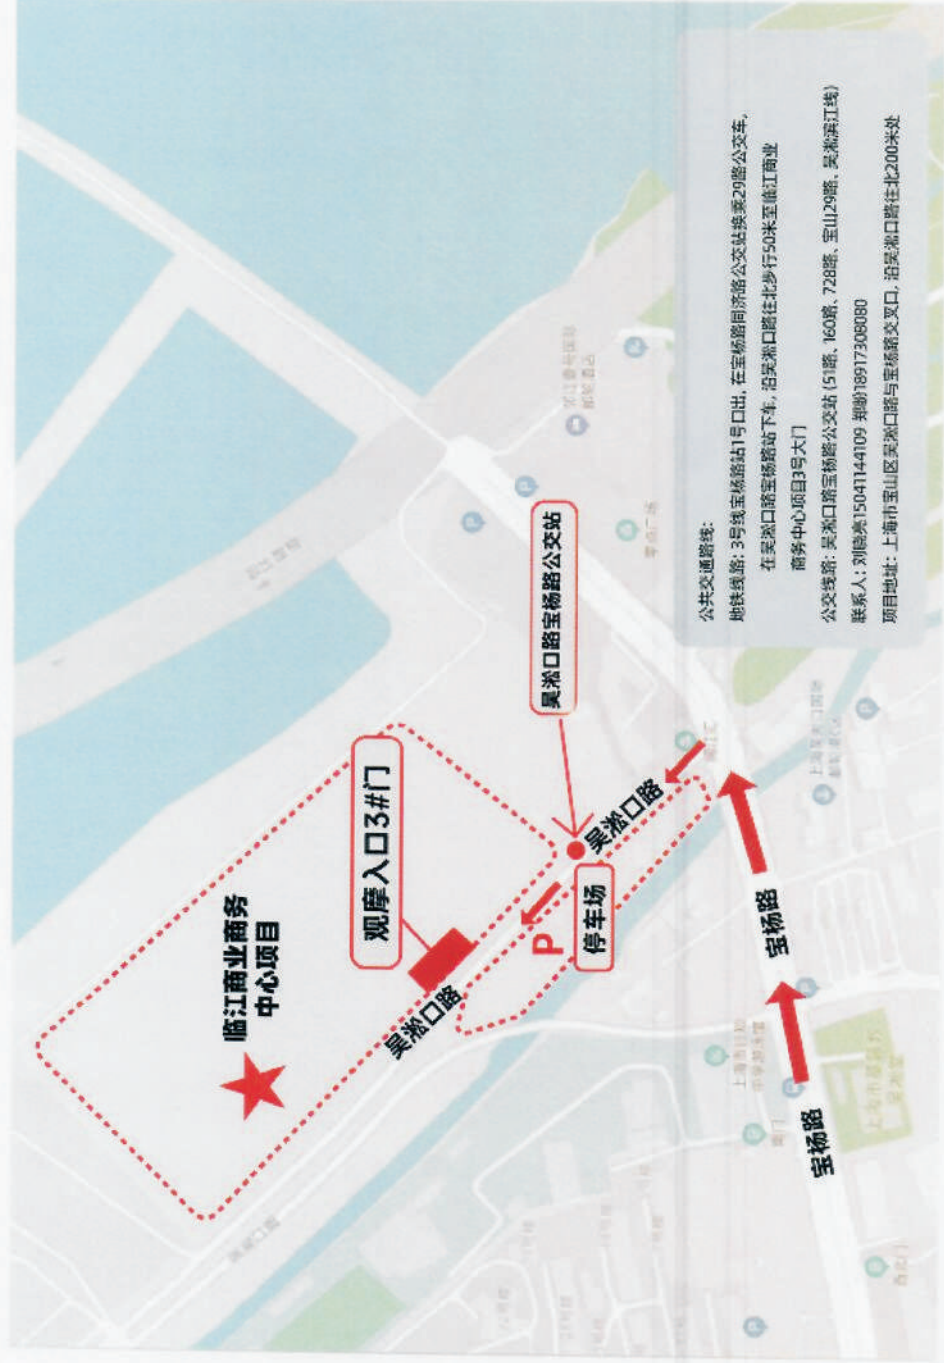 临江商业商务
中心项目
观摩入口3#门
吴淞口路
P
停车场
吴淞口路
吴淞口路宝杨路公交站
宝杨路
宝杨路
公共交通路线:
地铁线路: 3号线宝杨路站1号口出, 在宝杨路同济路公交站换乘29路公交车,
在吴淞口路宝杨路站下车, 沿吴淞口路往北步行50米至临江商业
商务中心项目3号大门
公交线路: 吴淞口路宝杨路公交站 (51路、160路、728路、宝山29路、吴淞滨江线)
联系人: 刘晓亮15041144109 郑盼18917308080
项目地址: 上海市宝山区吴淞口路与宝杨路交叉口, 沿吴淞口路往北200米处
零点广场
南门
西北门